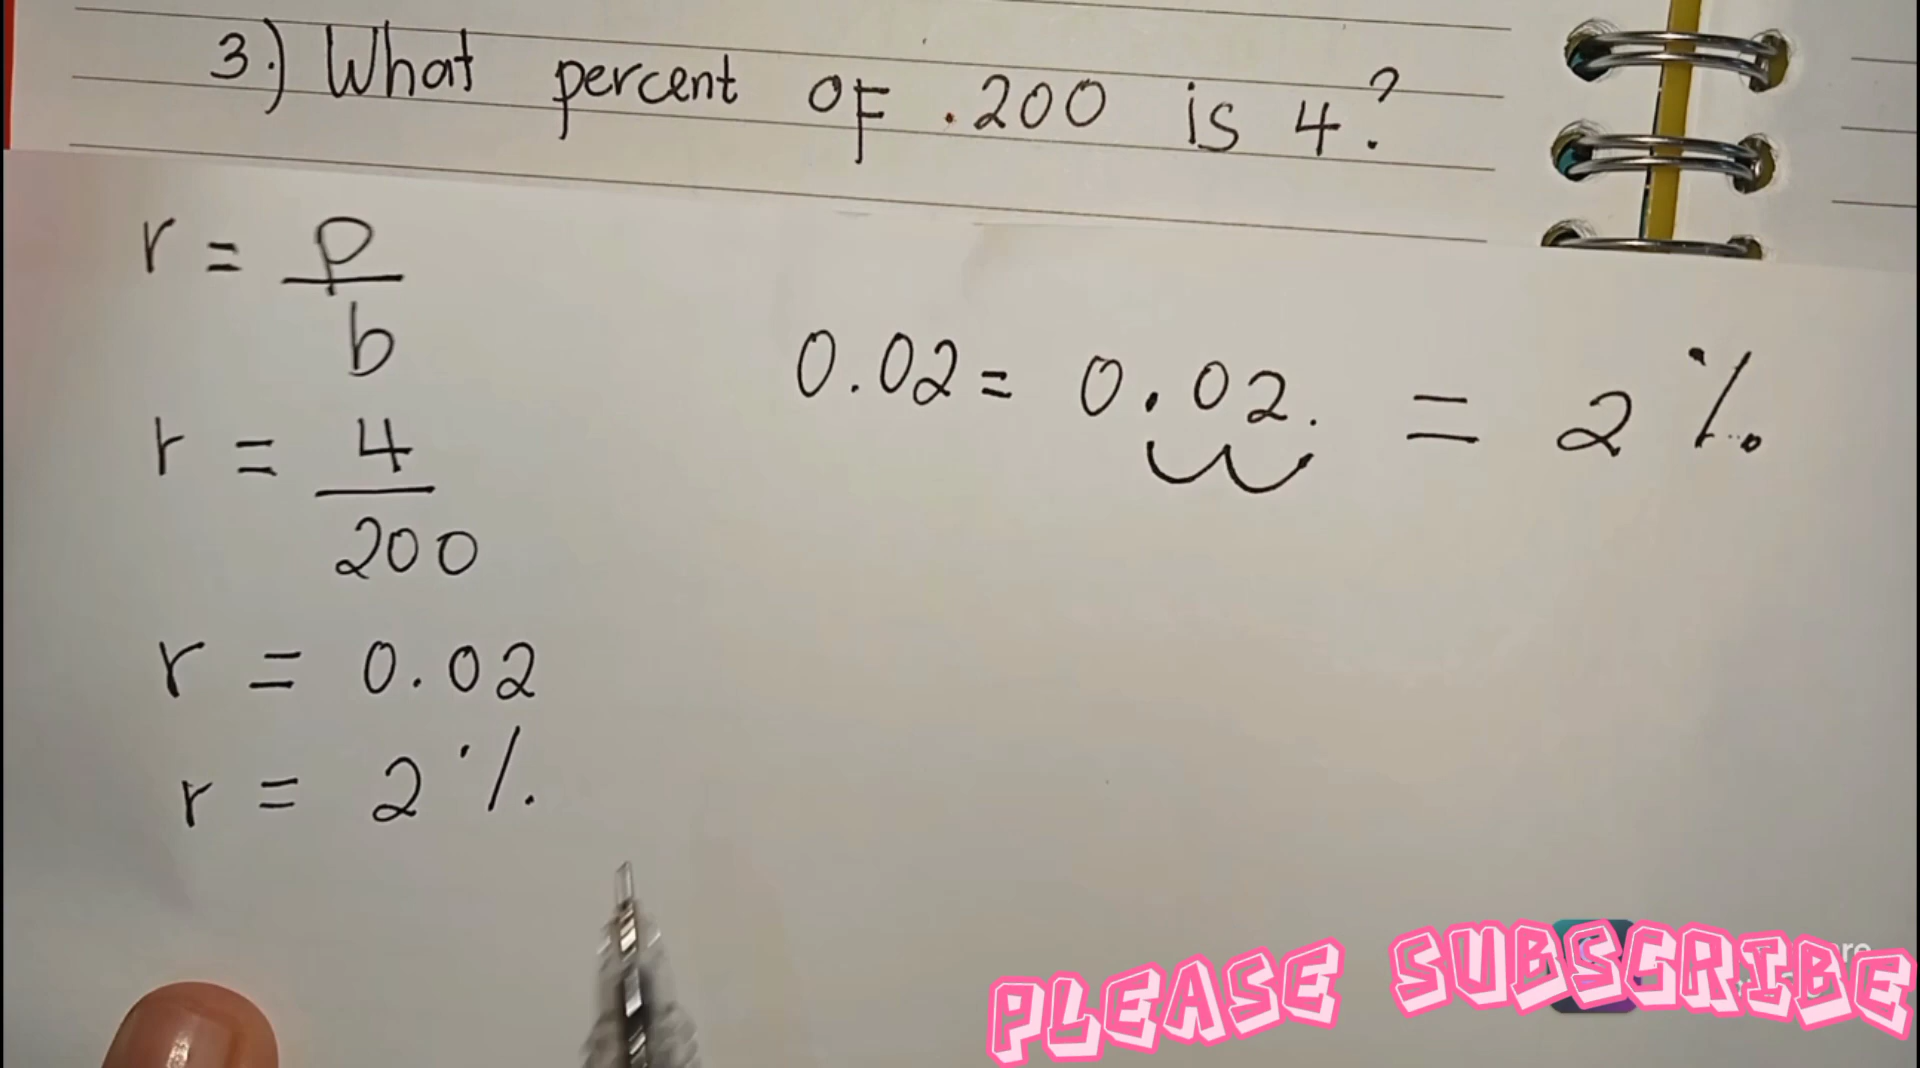 3.) What percent of .200 is 4?
r = p/b
r = 4/200
r = 0.02
r = 2%
0.02 = 0.02. = 2%
PLEASE SUBSCRIBE